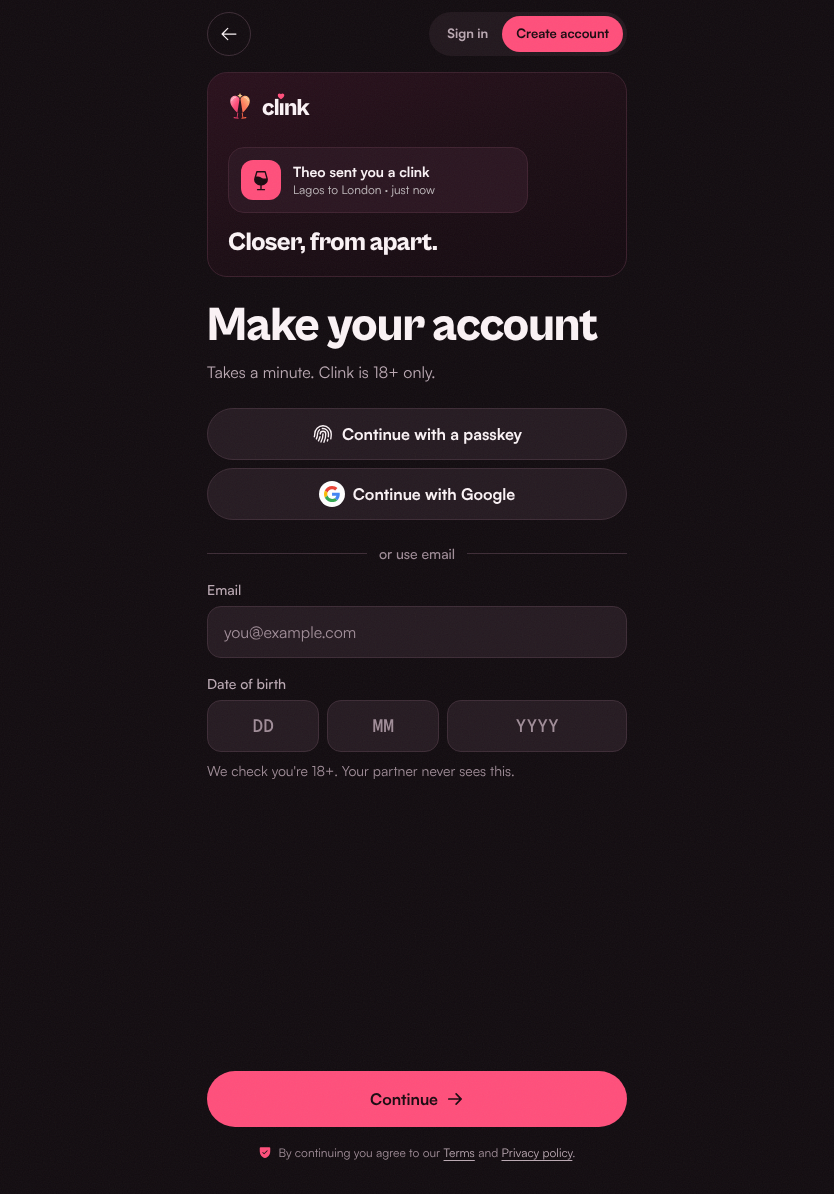 Sign in
Create account
clink
Theo sent you a clink
Lagos to London · just now
Closer, from apart.
Make your account
Takes a minute. Clink is 18+ only.
Continue with a passkey
Continue with Google
or use email
Email
you@example.com
Date of birth
DD
MM
YYYY
We check you're 18+. Your partner never sees this.
Continue
By continuing you agree to our Terms and Privacy policy.